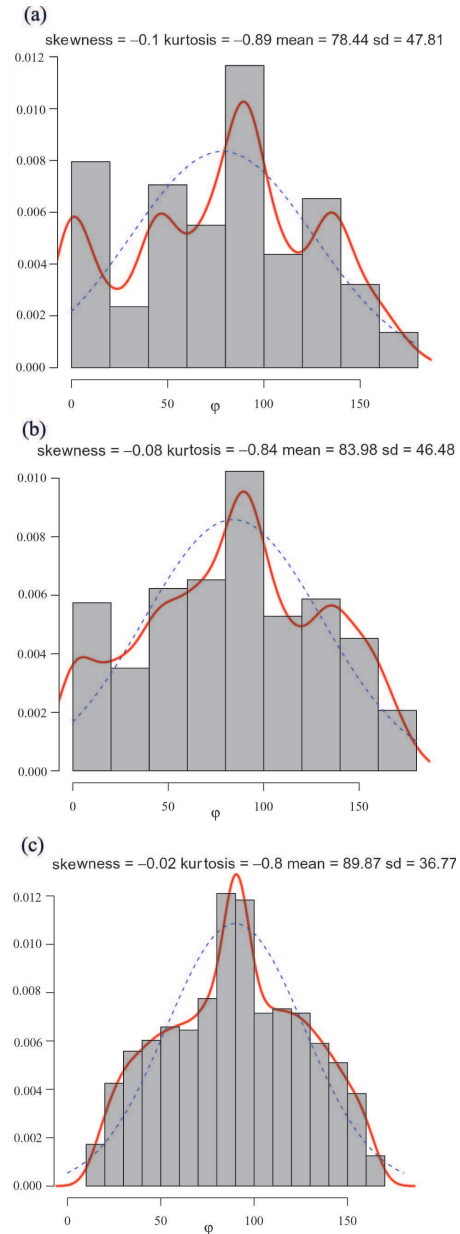 (a)
skewness = −0.1 kurtosis = −0.89 mean = 78.44 sd = 47.81
0.012
0.010
0.008
0.006
0.004
0.002
0.000
0 50 100 150
φ
(b)
skewness = −0.08 kurtosis = −0.84 mean = 83.98 sd = 46.48
0.010
0.008
0.006
0.004
0.002
0.000
0 50 100 150
φ
(c)
skewness = −0.02 kurtosis = −0.8 mean = 89.87 sd = 36.77
0.012
0.010
0.008
0.006
0.004
0.002
0.000
0 50 100 150
φ